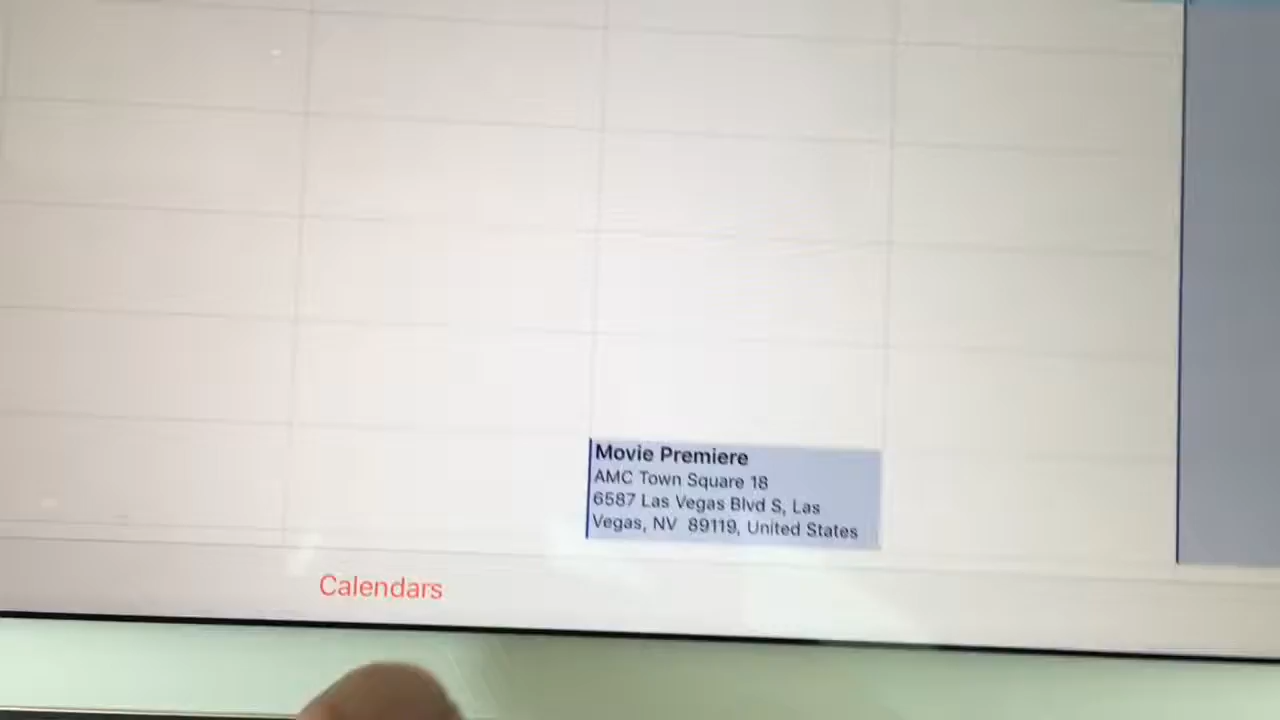 Movie Premiere
AMC Town Square 18
6587 Las Vegas Blvd S, Las
Vegas, NV 89119, United States
Calendars